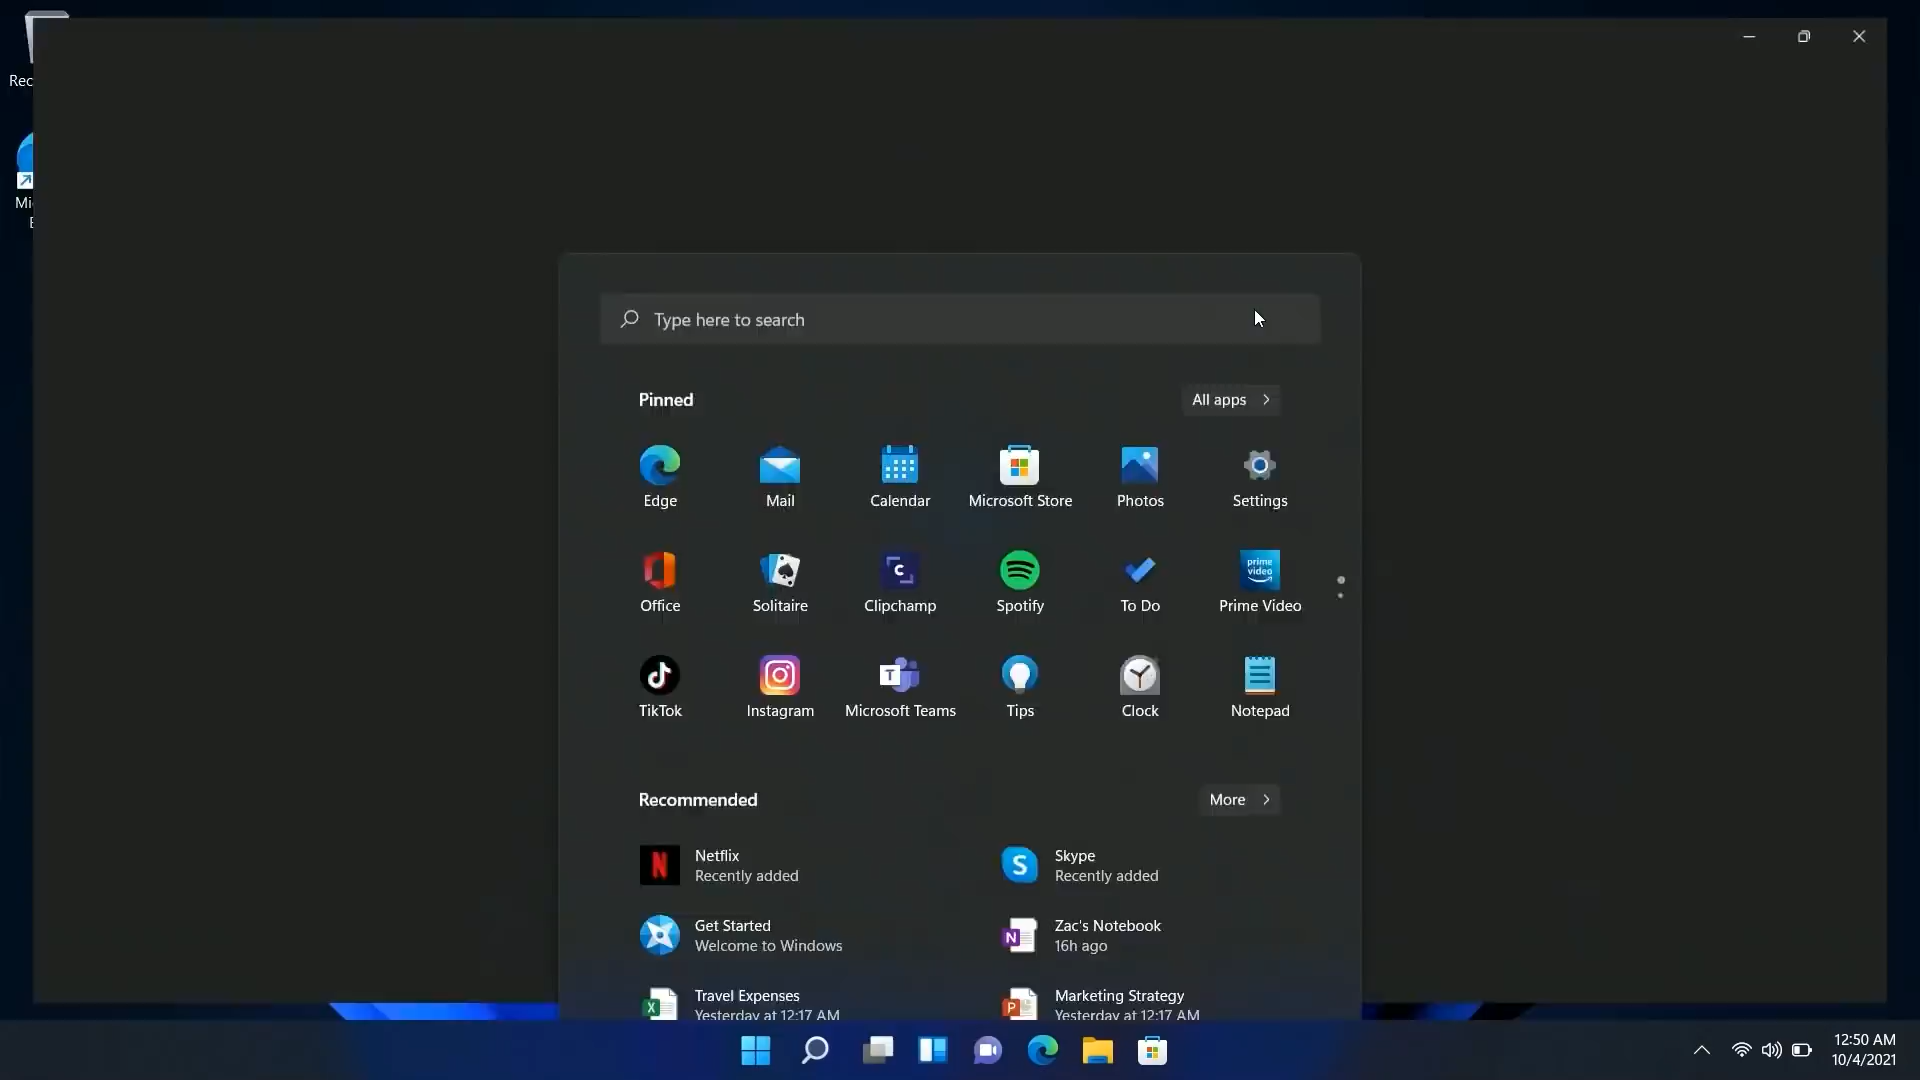 Rec
Mi
E
Type here to search
Pinned
All apps
Edge
Mail
Calendar
Microsoft Store
Photos
Settings
prime
video
Office
Solitaire
Clipchamp
Spotify
To Do
Prime Video
TikTok
Instagram
Microsoft Teams
Tips
Clock
Notepad
Recommended
More
Netflix
Recently added
Skype
Recently added
Get Started
Welcome to Windows
Zac's Notebook
16h ago
Travel Expenses
Yesterday at 12:17 AM
Marketing Strategy
Yesterday at 12:17 AM
12:50 AM
10/4/2021